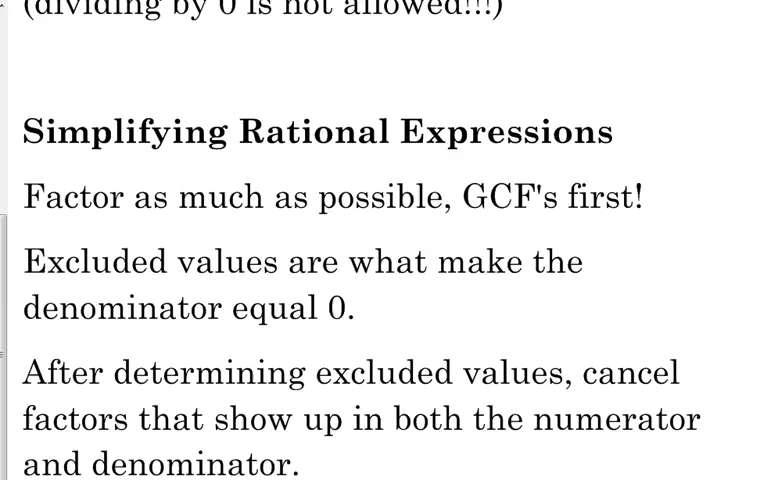 (dividing by 0 is not allowed!!!)
Simplifying Rational Expressions
Factor as much as possible, GCF's first!
Excluded values are what make the
denominator equal 0.
After determining excluded values, cancel
factors that show up in both the numerator
and denominator.